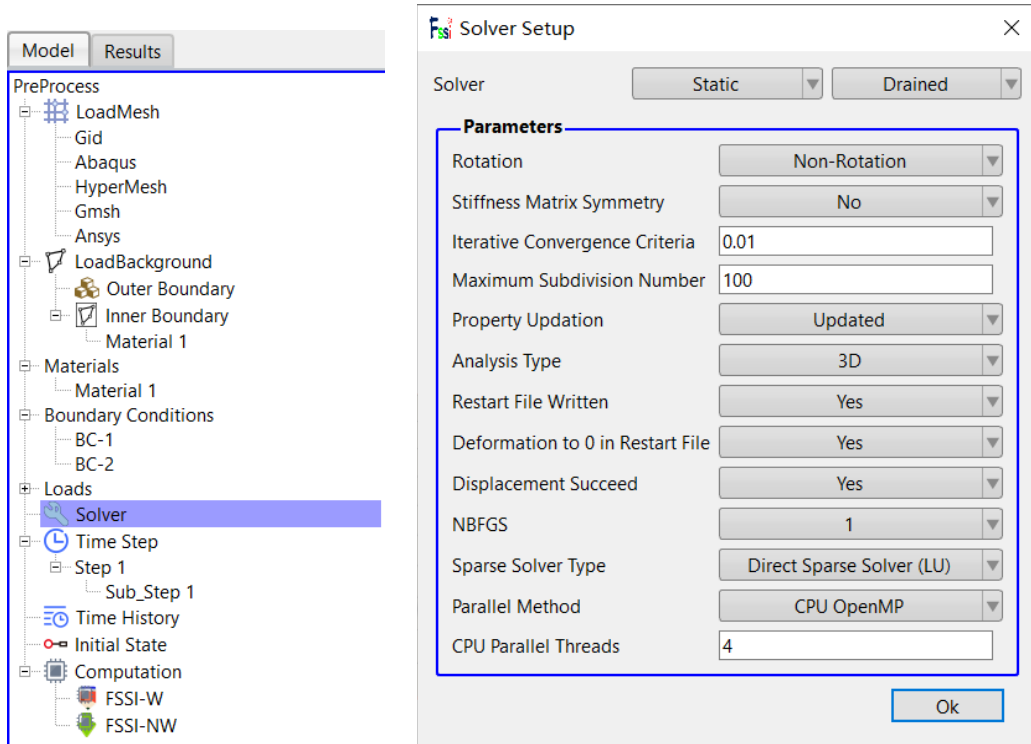 Model
Results
PreProcess
LoadMesh
Gid
Abaqus
HyperMesh
Gmsh
Ansys
LoadBackground
Outer Boundary
Inner Boundary
Material 1
Materials
Material 1
Boundary Conditions
BC-1
BC-2
Loads
Solver
Time Step
Step 1
Sub_Step 1
Time History
Initial State
Computation
FSSI-W
FSSI-NW
Fssi Solver Setup
Solver Static Drained
Parameters
Rotation Non-Rotation
Stiffness Matrix Symmetry No
Iterative Convergence Criteria 0.01
Maximum Subdivision Number 100
Property Updation Updated
Analysis Type 3D
Restart File Written Yes
Deformation to 0 in Restart File Yes
Displacement Succeed Yes
NBFGS 1
Sparse Solver Type Direct Sparse Solver (LU)
Parallel Method CPU OpenMP
CPU Parallel Threads 4
Ok